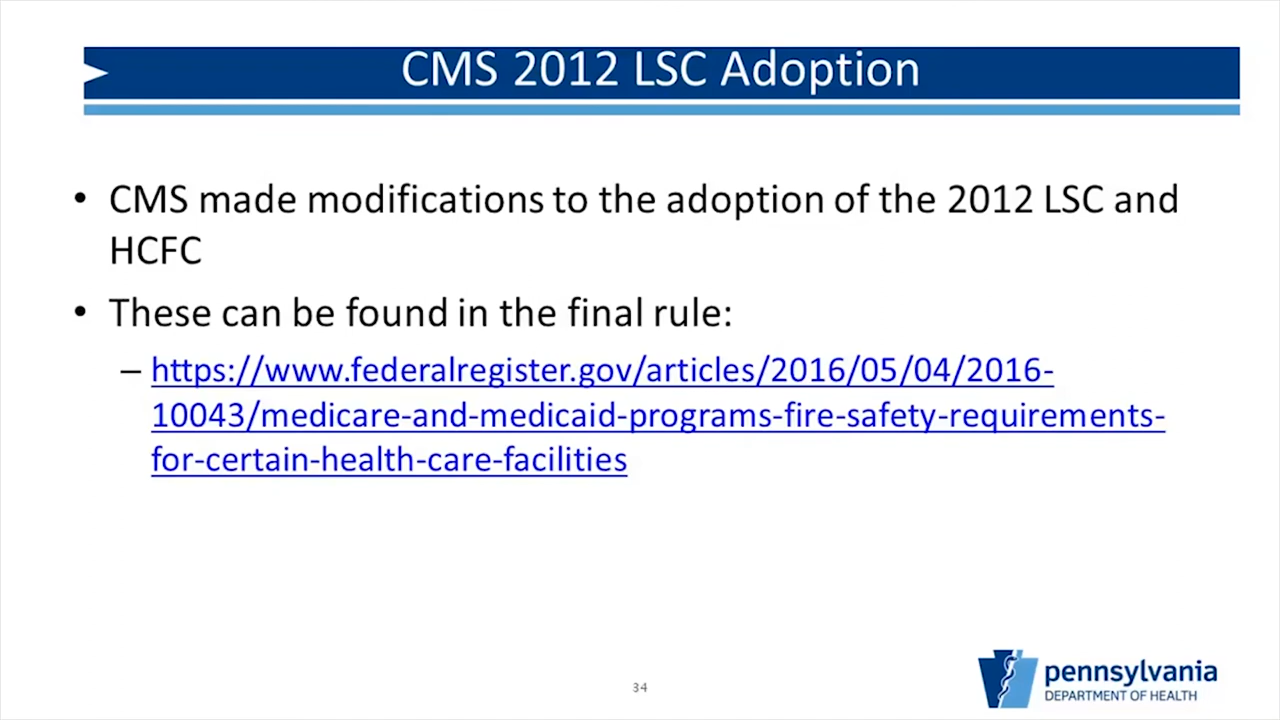 CMS 2012 LSC Adoption
• CMS made modifications to the adoption of the 2012 LSC and
HCFC
• These can be found in the final rule:
– https://www.federalregister.gov/articles/2016/05/04/2016-
10043/medicare-and-medicaid-programs-fire-safety-requirements-
for-certain-health-care-facilities
34
pennsylvania
DEPARTMENT OF HEALTH